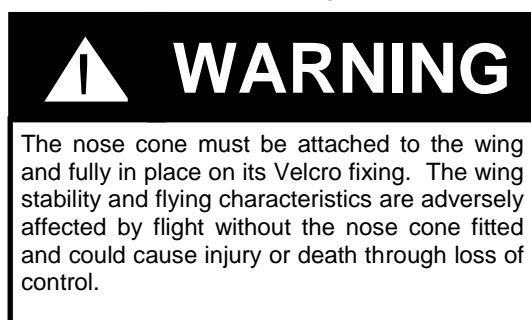 WARNING
The nose cone must be attached to the wing
and fully in place on its Velcro fixing. The wing
stability and flying characteristics are adversely
affected by flight without the nose cone fitted
and could cause injury or death through loss of
control.